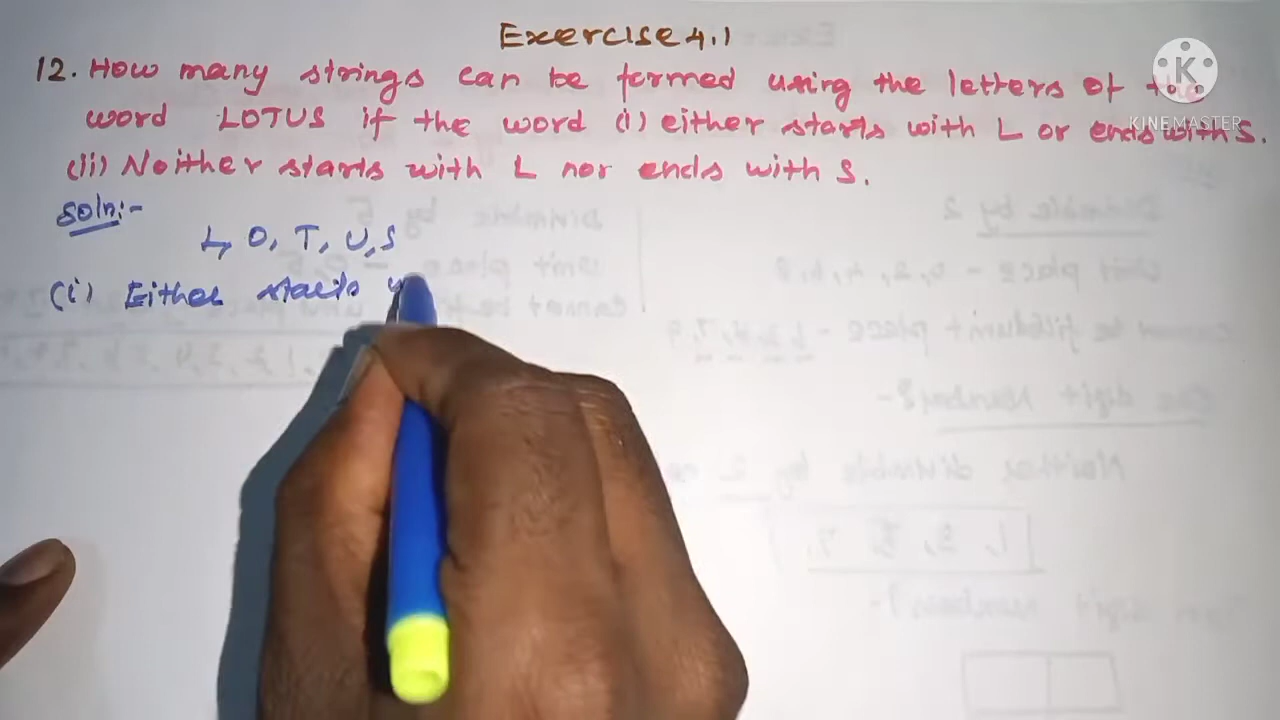 Exercise 4.1
12. How many strings can be formed using the letters of the
word LOTUS if the word (i) either starts with L or ends with S.
(ii) Neither starts with L nor ends with S.
Soln:-
L, O, T, U, S
(i) Either starts
K
KINEMASTER